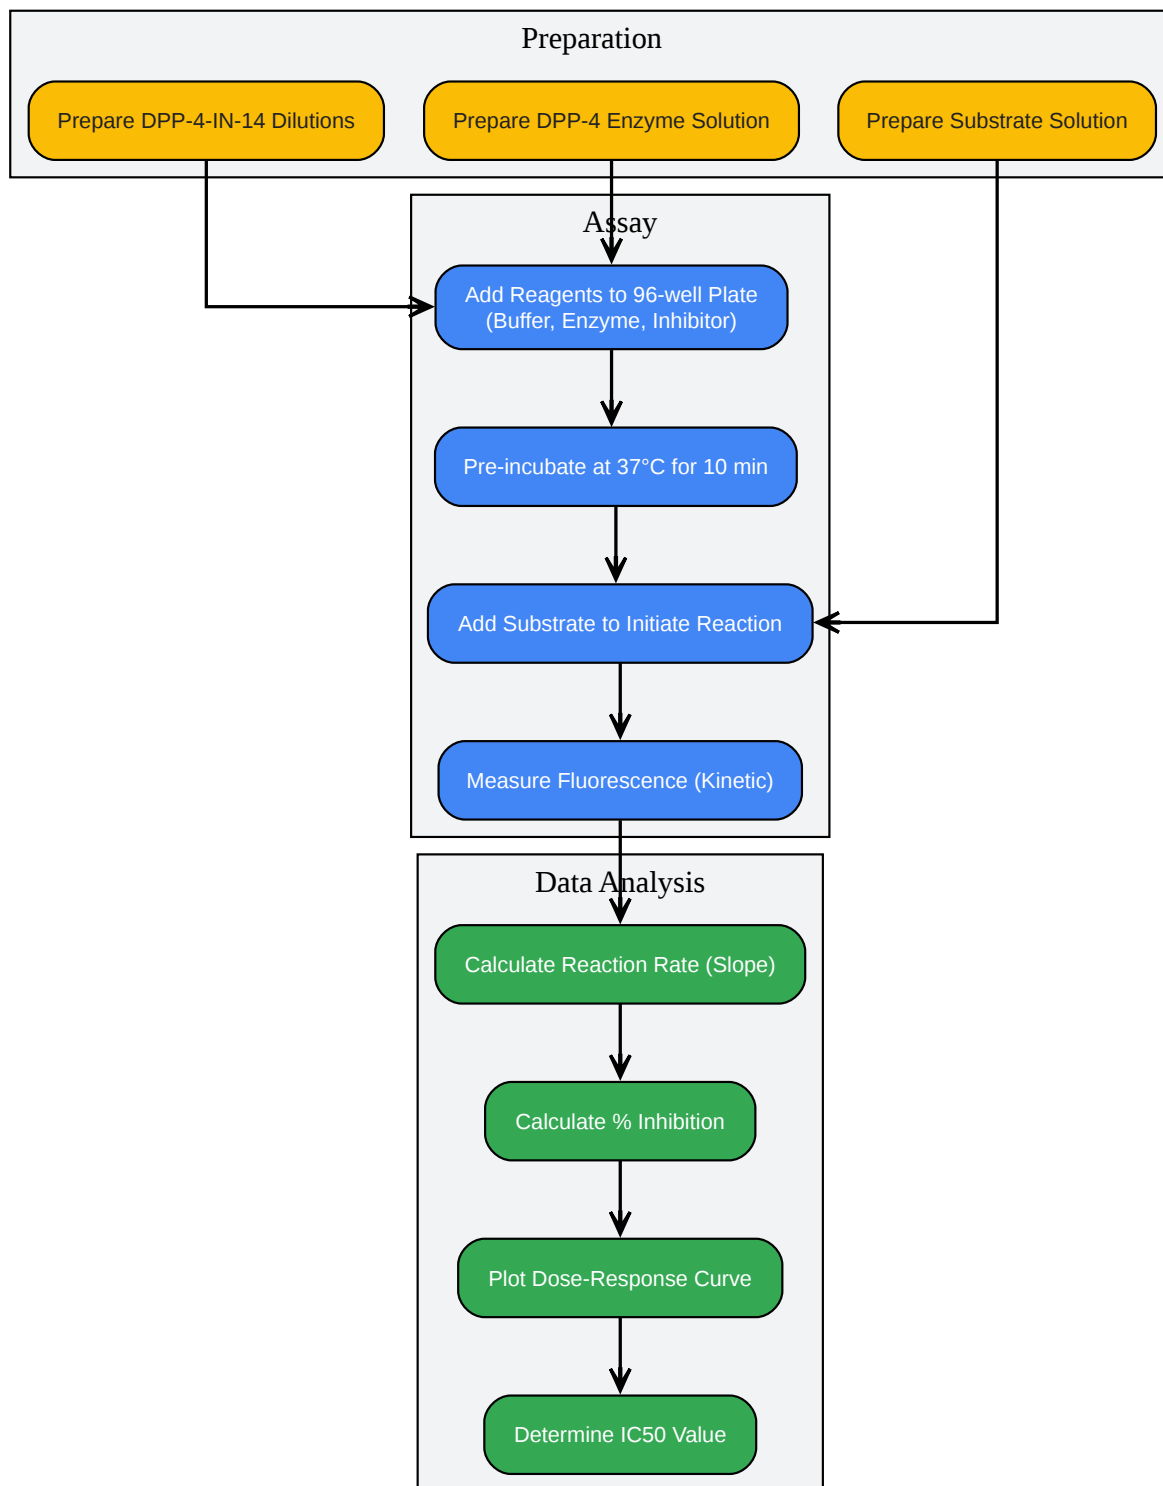 Preparation
Prepare DPP-4-IN-14 Dilutions
Prepare DPP-4 Enzyme Solution
Prepare Substrate Solution
Assay
Add Reagents to 96-well Plate
(Buffer, Enzyme, Inhibitor)
Pre-incubate at 37°C for 10 min
Add Substrate to Initiate Reaction
Measure Fluorescence (Kinetic)
Data Analysis
Calculate Reaction Rate (Slope)
Calculate % Inhibition
Plot Dose-Response Curve
Determine IC50 Value